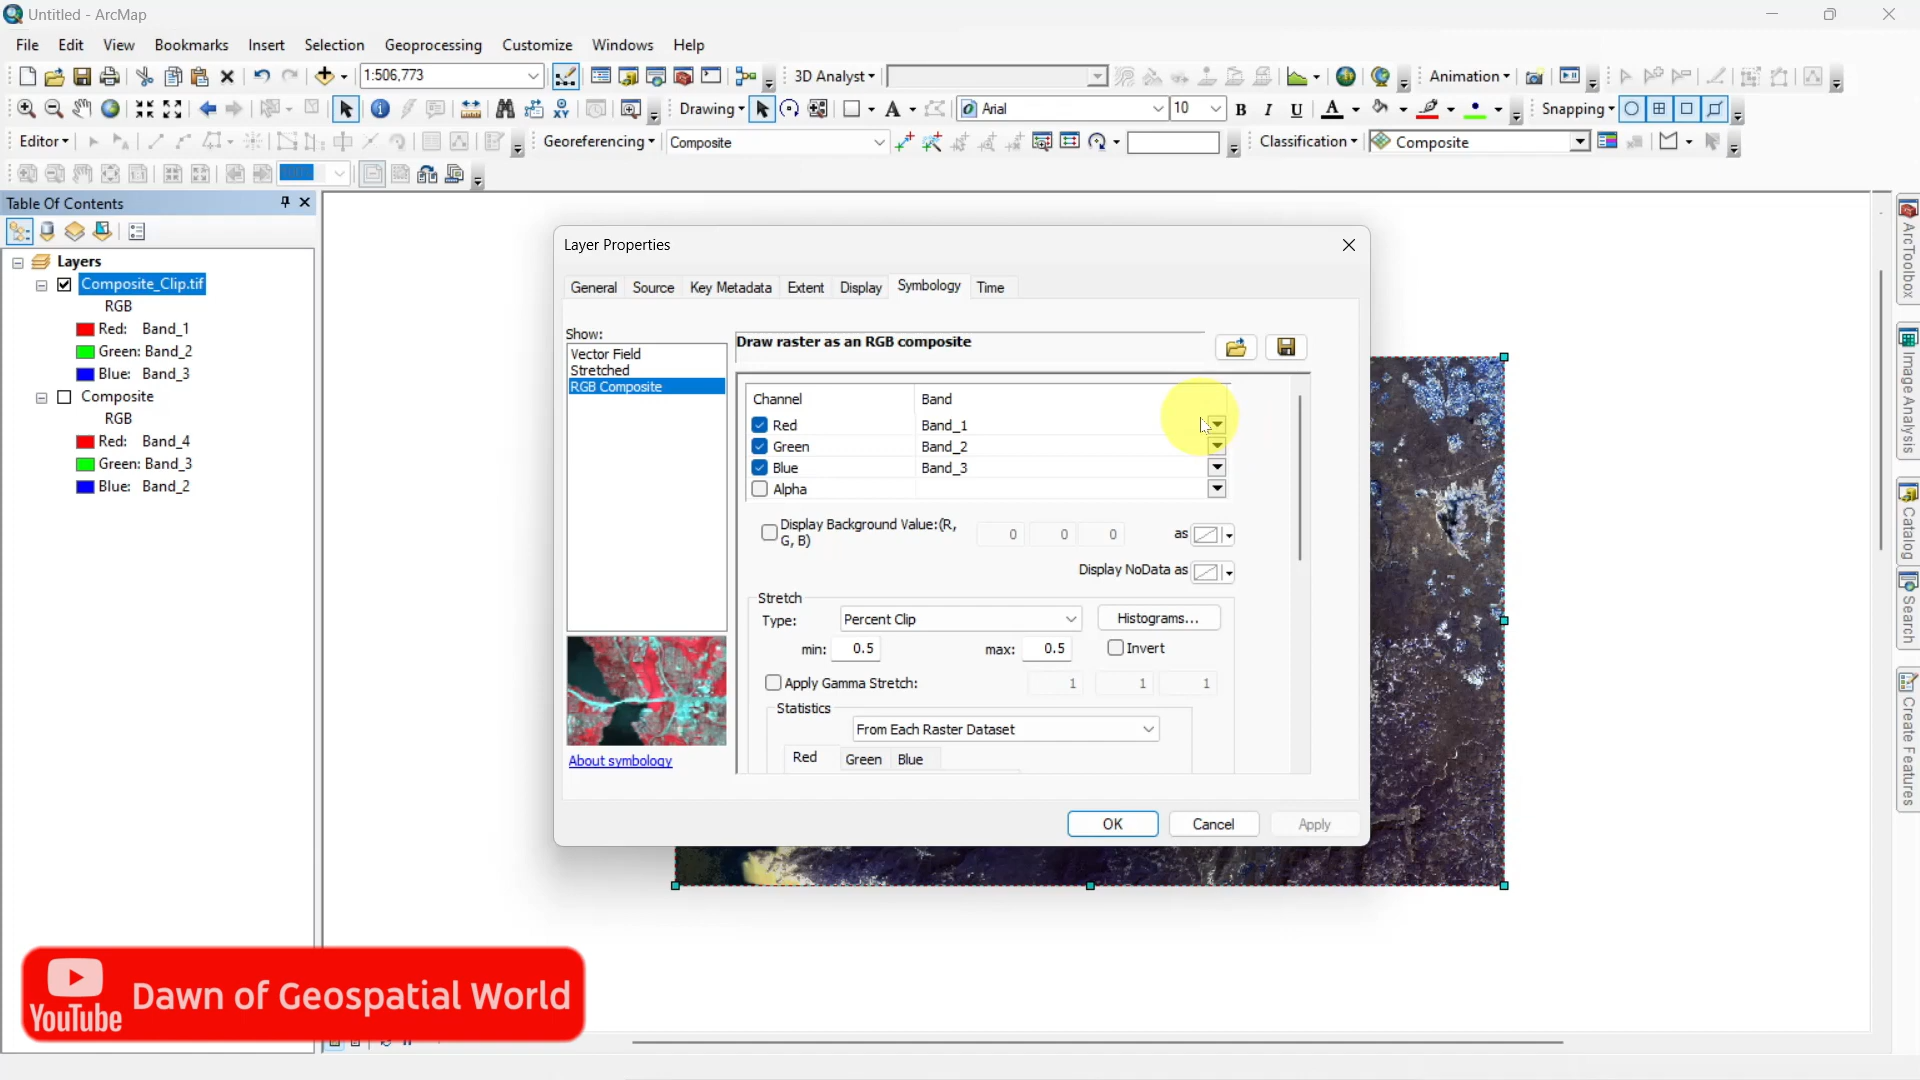 Untitled - ArcMap
File Edit View Bookmarks Insert Selection Geoprocessing Customize Windows Help
1:506,773 3D Analyst Animation
Drawing Arial 10 B I U A Snapping
Editor Georeferencing Composite Classification Composite
Table Of Contents
Layers
Composite_Clip.tif
RGB
Red: Band_1
Green: Band_2
Blue: Band_3
Composite
RGB
Red: Band_4
Green: Band_3
Blue: Band_2
Layer Properties
General Source Key Metadata Extent Display Symbology Time
Show:
Vector Field
Stretched
RGB Composite
About symbology
Draw raster as an RGB composite
Channel Band
Red Band_1
Green Band_2
Blue Band_3
Alpha
Display Background Value:(R, G, B) 0 0 0 as
Display NoData as
Stretch
Type: Percent Clip Histograms...
min: 0.5 max: 0.5 Invert
Apply Gamma Stretch: 1 1 1
Statistics
From Each Raster Dataset
Red Green Blue
OK Cancel Apply
ArcToolbox
Image Analysis
Catalog
Search
Create Features
YouTube
Dawn of Geospatial World